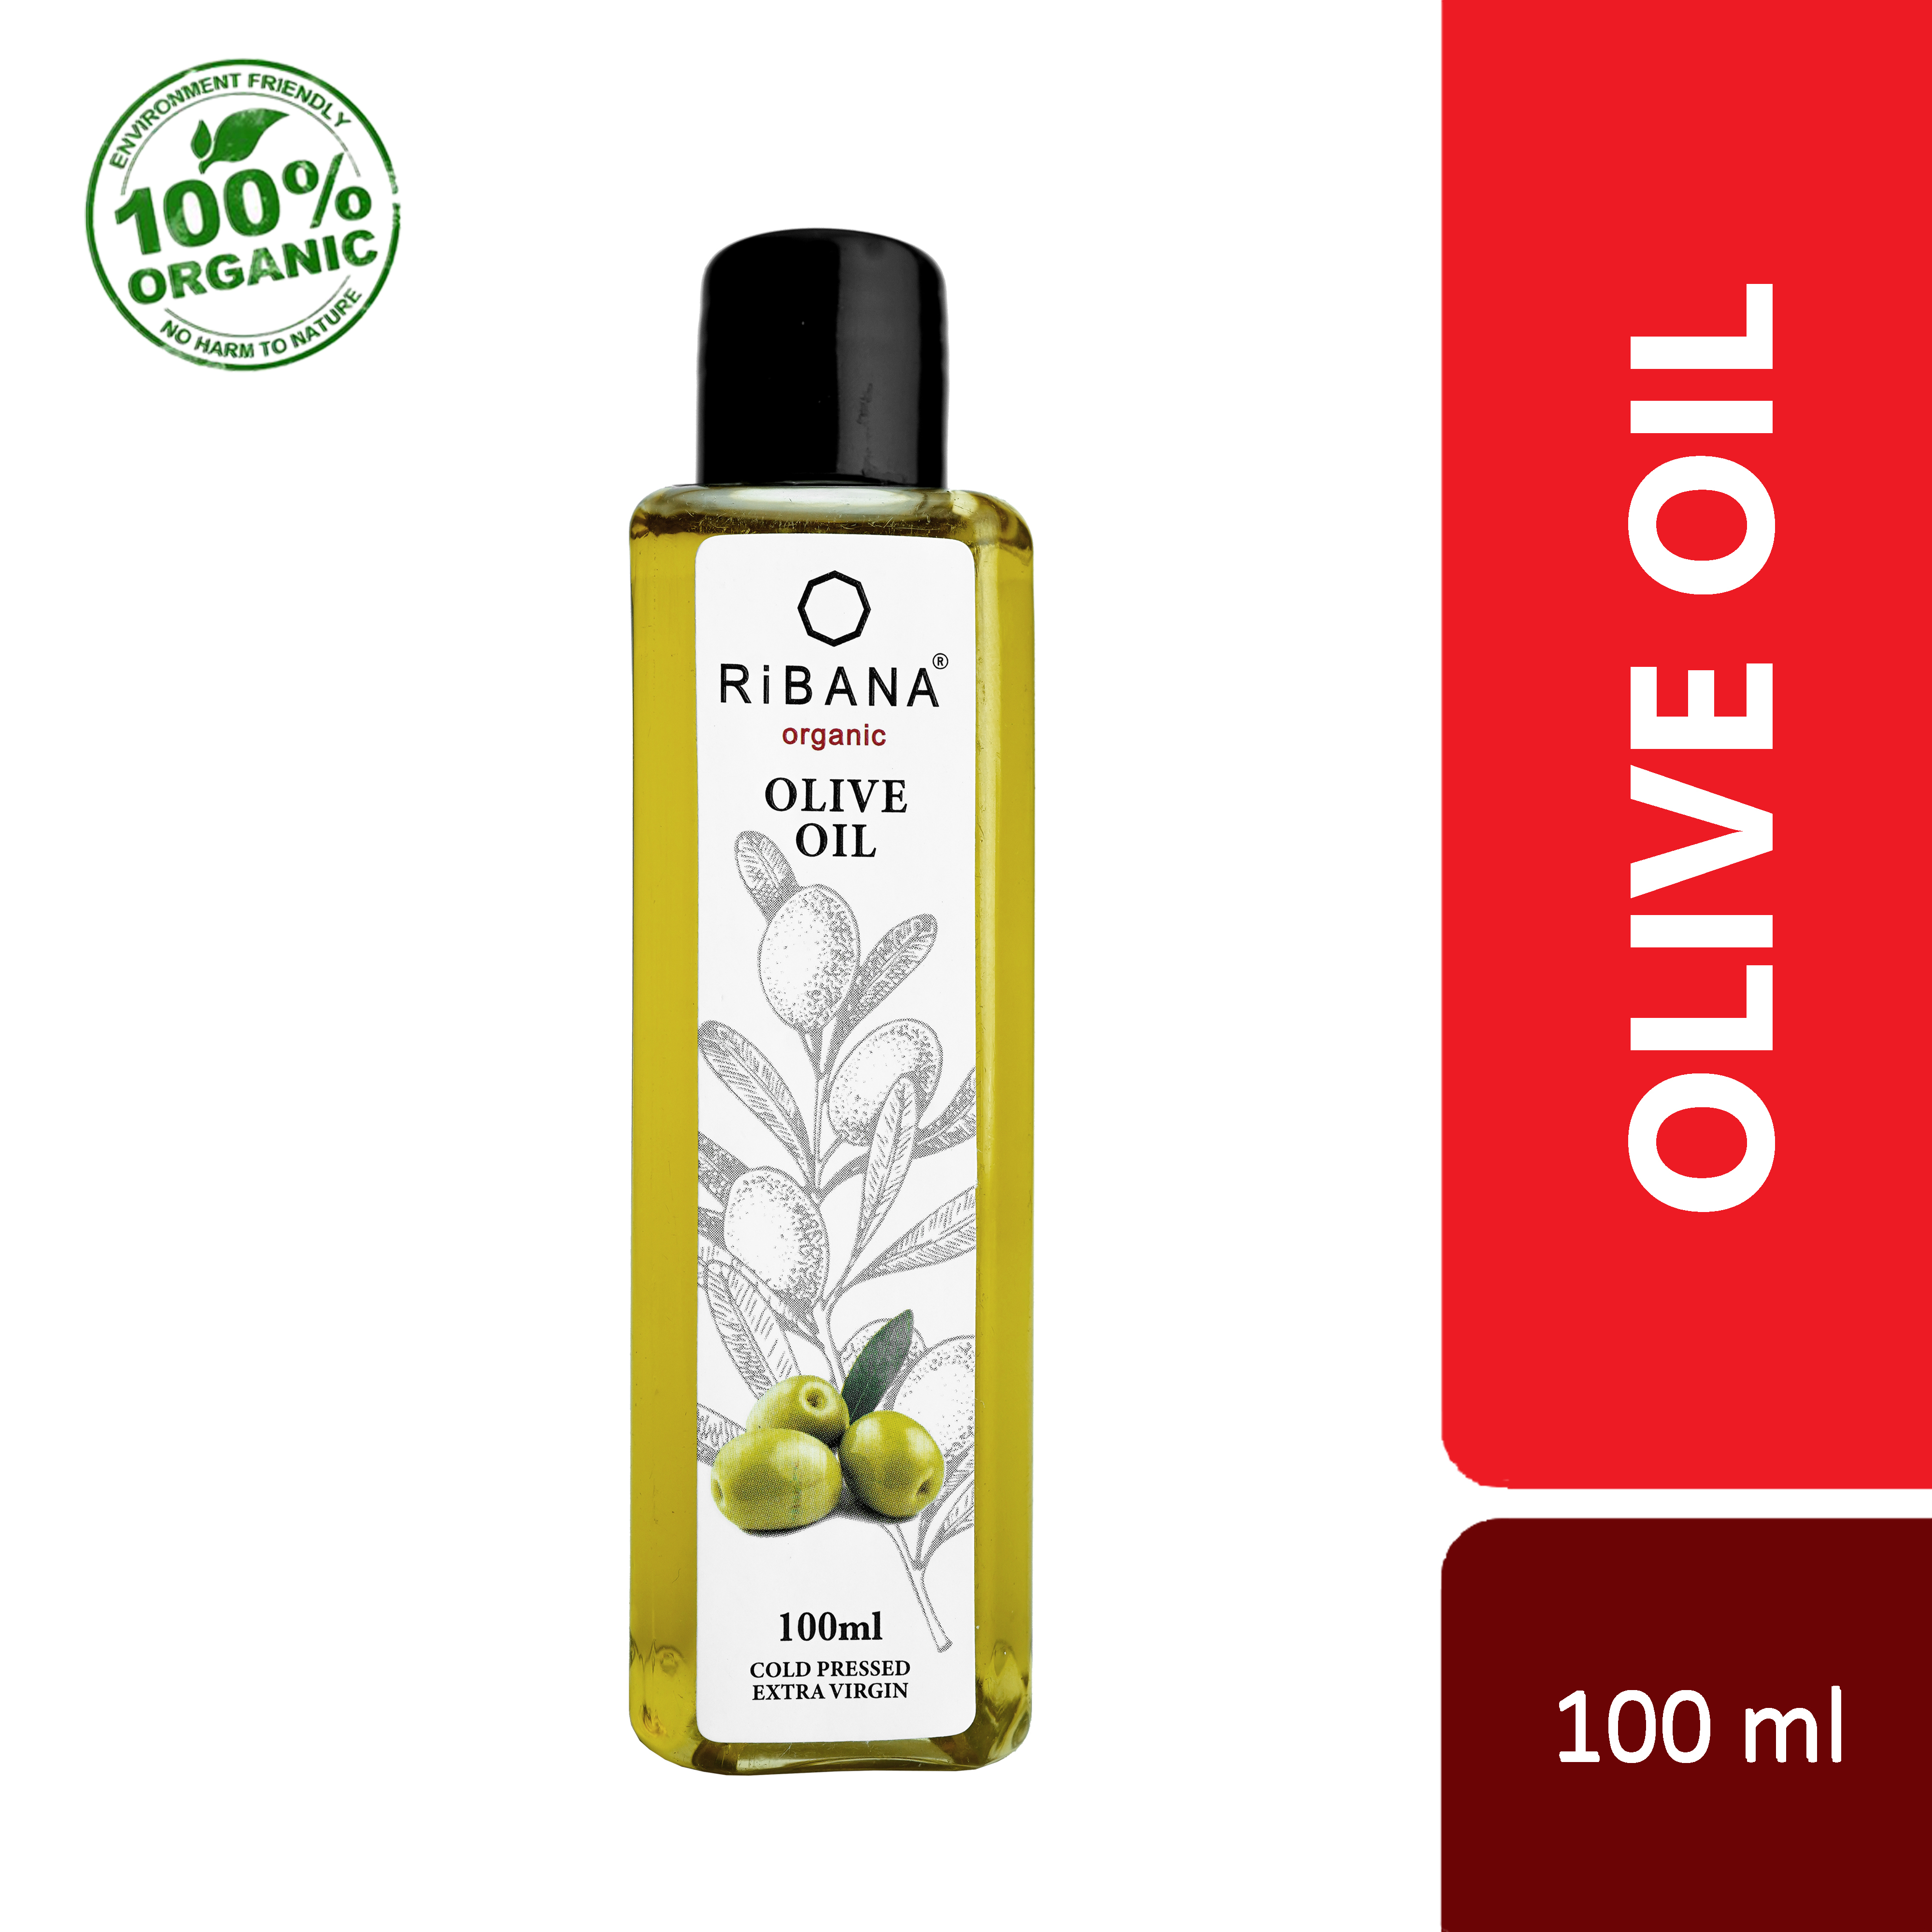 ENVIRONMENT FRIENDLY
100%
ORGANIC
NO HARM TO NATURE
RiBANA®
organic
OLIVE
OIL
100ml
COLD PRESSED
EXTRA VIRGIN
OLIVE OIL
100 ml